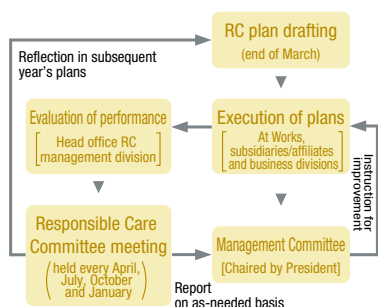 RC plan drafting
(end of March)
Reflection in subsequent
year's plans
Evaluation of performance
Head office RC
management division
Execution of plans
At Works,
subsidiaries/affiliates
and business divisions
Instruction for
improvement
Responsible Care
Committee meeting
(held every April,
July, October
and January)
Management Committee
[Chaired by President]
Report
on as-needed basis